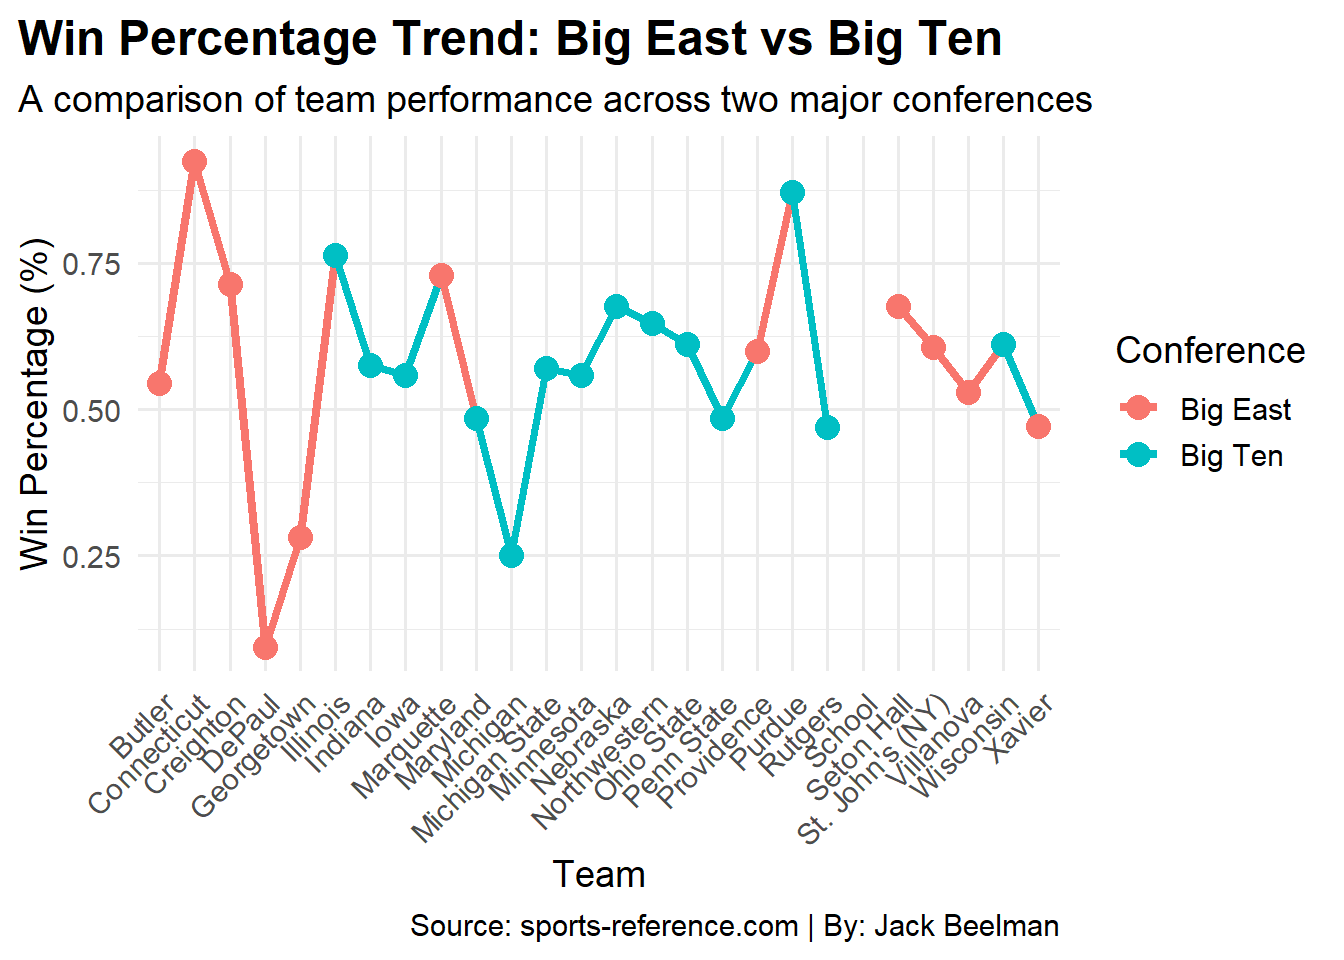 Win Percentage Trend: Big East vs Big Ten
A comparison of team performance across two major conferences
Win Percentage (%)
0.75
0.50
0.25
Conference
Big East
Big Ten
Butler
Connecticut
Creighton
DePaul
Georgetown
Illinois
Indiana
Iowa
Marquette
Maryland
Michigan
Michigan State
Minnesota
Nebraska
Northwestern
Ohio State
Penn State
Providence
Purdue
Rutgers
School
Seton Hall
St. John's (NY)
Villanova
Wisconsin
Xavier
Team
Source: sports-reference.com | By: Jack Beelman